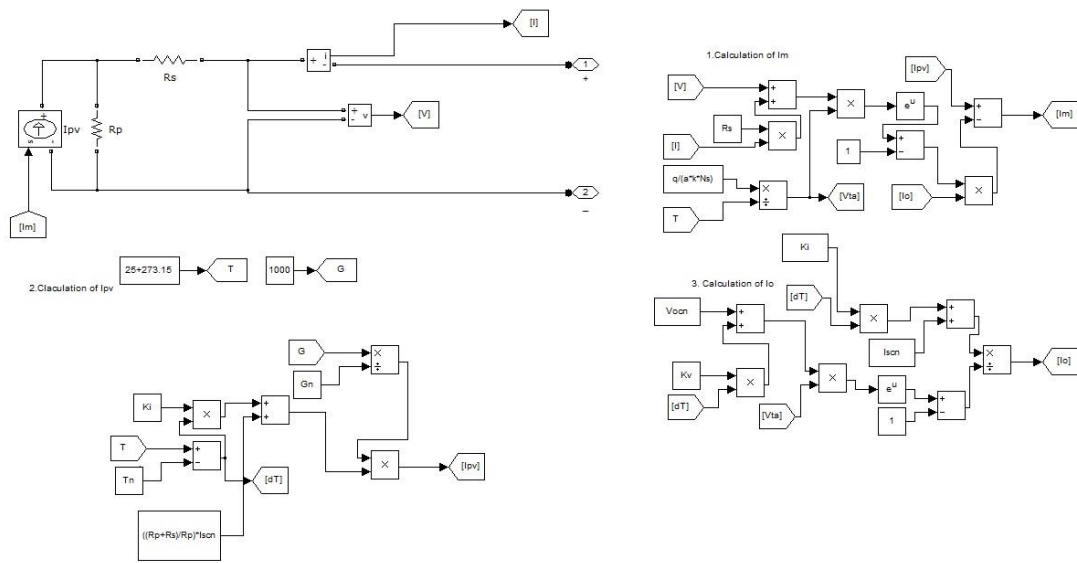 [I]
i
+
-
1
+
Rs
+
Ipv
s
-
Rp
+
v
-
[V]
2
-
[Im]
25+273.15
T
1000
G
2.Claculation of Ipv
G
×
÷
Gn
Ki
×
+
+
T
+
-
Tn
[dT]
×
[Ipv]
((Rp+Rs)/Rp)*Iscn
1.Calculation of Im
[V]
+
+
Rs
×
[I]
×
e^u
[Ipv]
+
-
[Im]
1
+
-
q/(a*k*Ns)
×
÷
T
[Vta]
[Io]
×
Ki
3. Calculation of Io
[dT]
×
+
+
Vocn
+
+
Iscn
×
÷
[Io]
Kv
×
[dT]
×
[Vta]
e^u
+
-
1